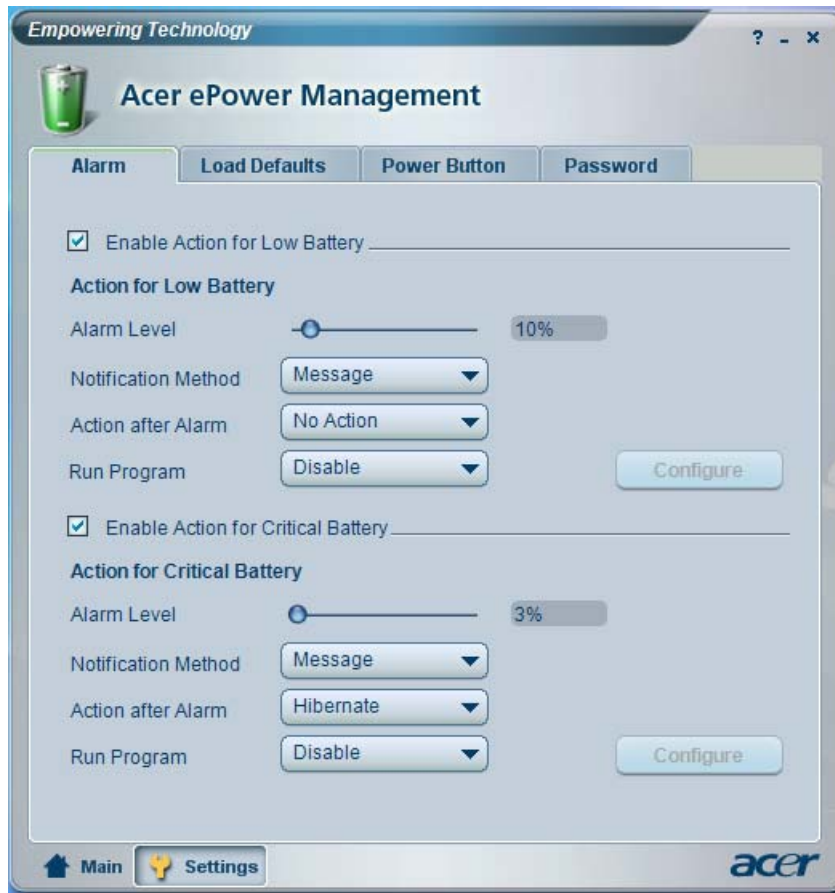 Empowering Technology
? - ×
Acer ePower Management
Alarm Load Defaults Power Button Password
Enable Action for Low Battery
Action for Low Battery
Alarm Level 10%
Notification Method Message
Action after Alarm No Action
Run Program Disable Configure
Enable Action for Critical Battery
Action for Critical Battery
Alarm Level 3%
Notification Method Message
Action after Alarm Hibernate
Run Program Disable Configure
Main Settings acer